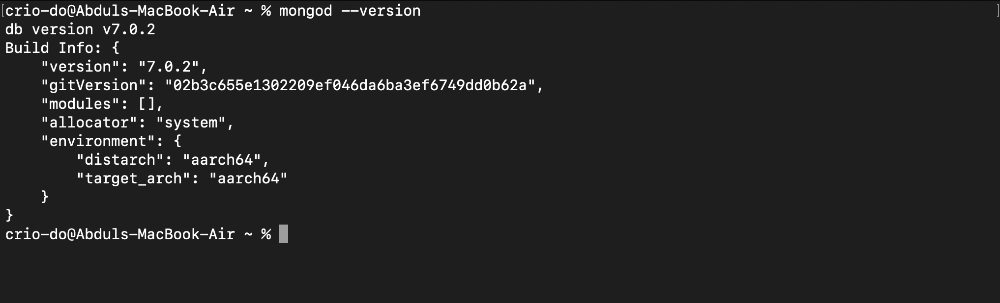 [crio-do@Abduls-MacBook-Air ~ % mongod --version ]
db version v7.0.2
Build Info: {
    "version": "7.0.2",
    "gitVersion": "02b3c655e1302209ef046da6ba3ef6749dd0b62a",
    "modules": [],
    "allocator": "system",
    "environment": {
        "distarch": "aarch64",
        "target_arch": "aarch64"
    }
}
crio-do@Abduls-MacBook-Air ~ %